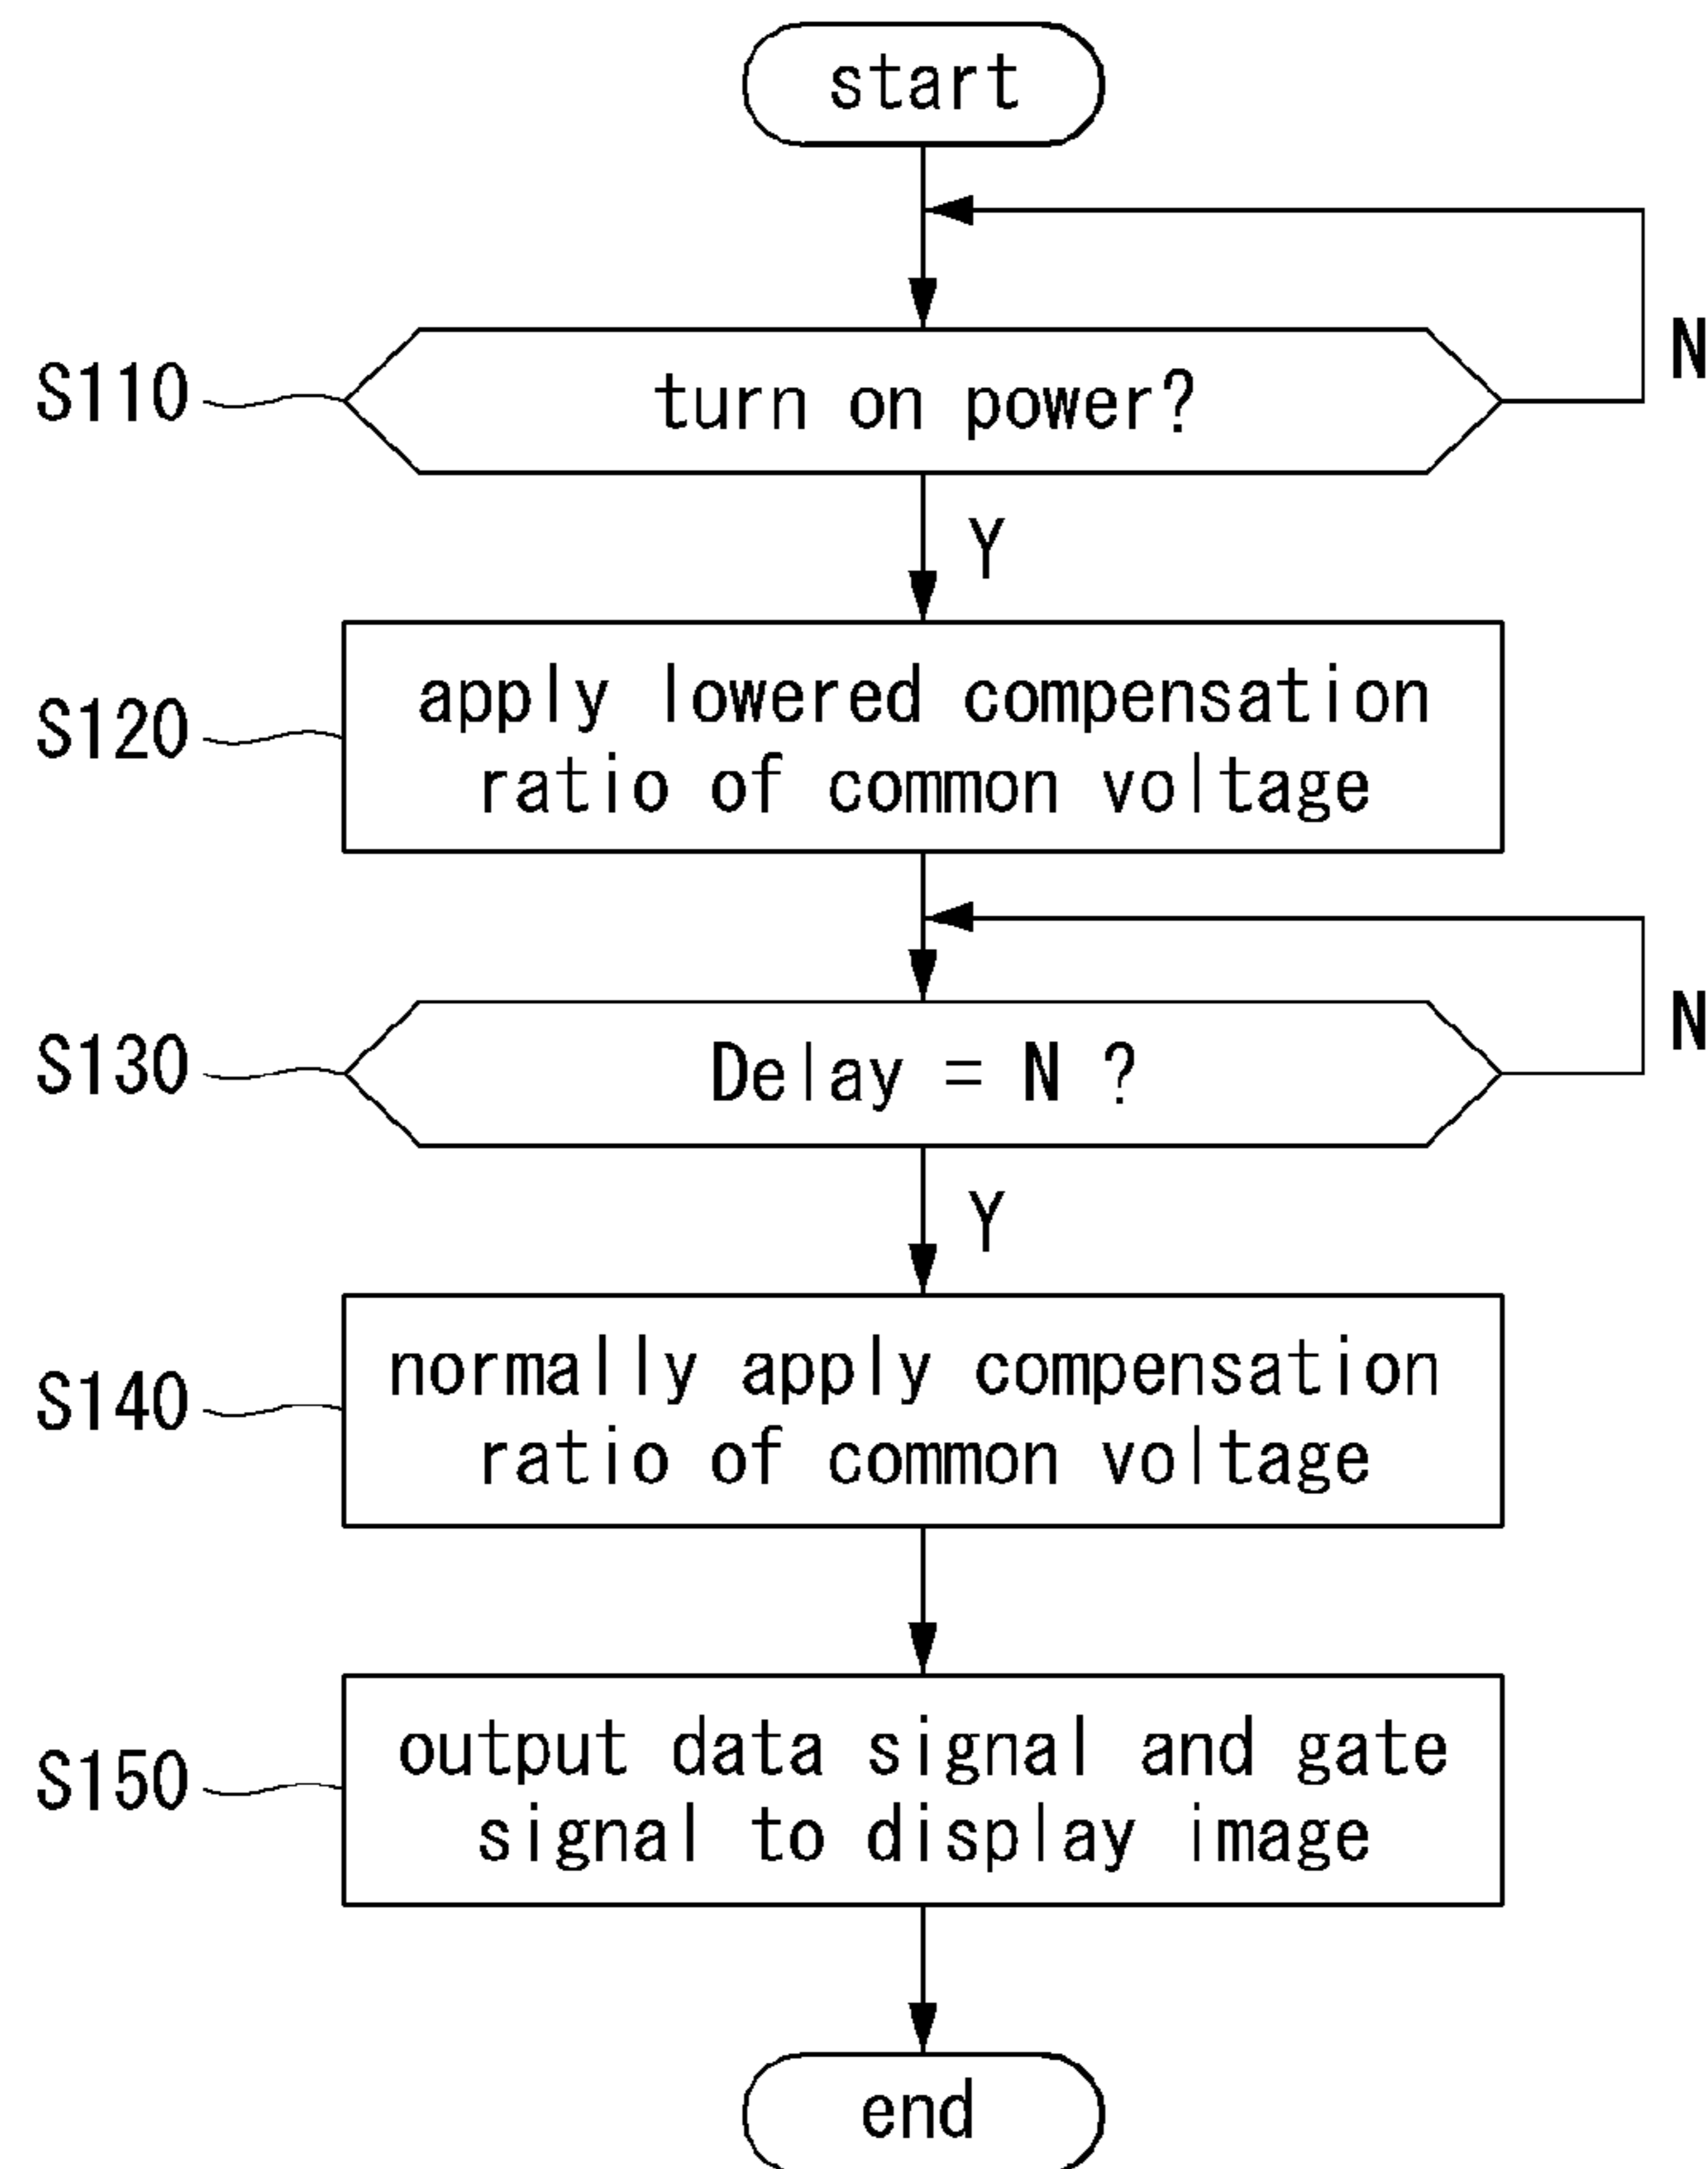 start
N
S110
turn on power?
Y
S120
apply lowered compensation
ratio of common voltage
N
S130
Delay = N ?
Y
S140
normally apply compensation
ratio of common voltage
S150
output data signal and gate
signal to display image
end